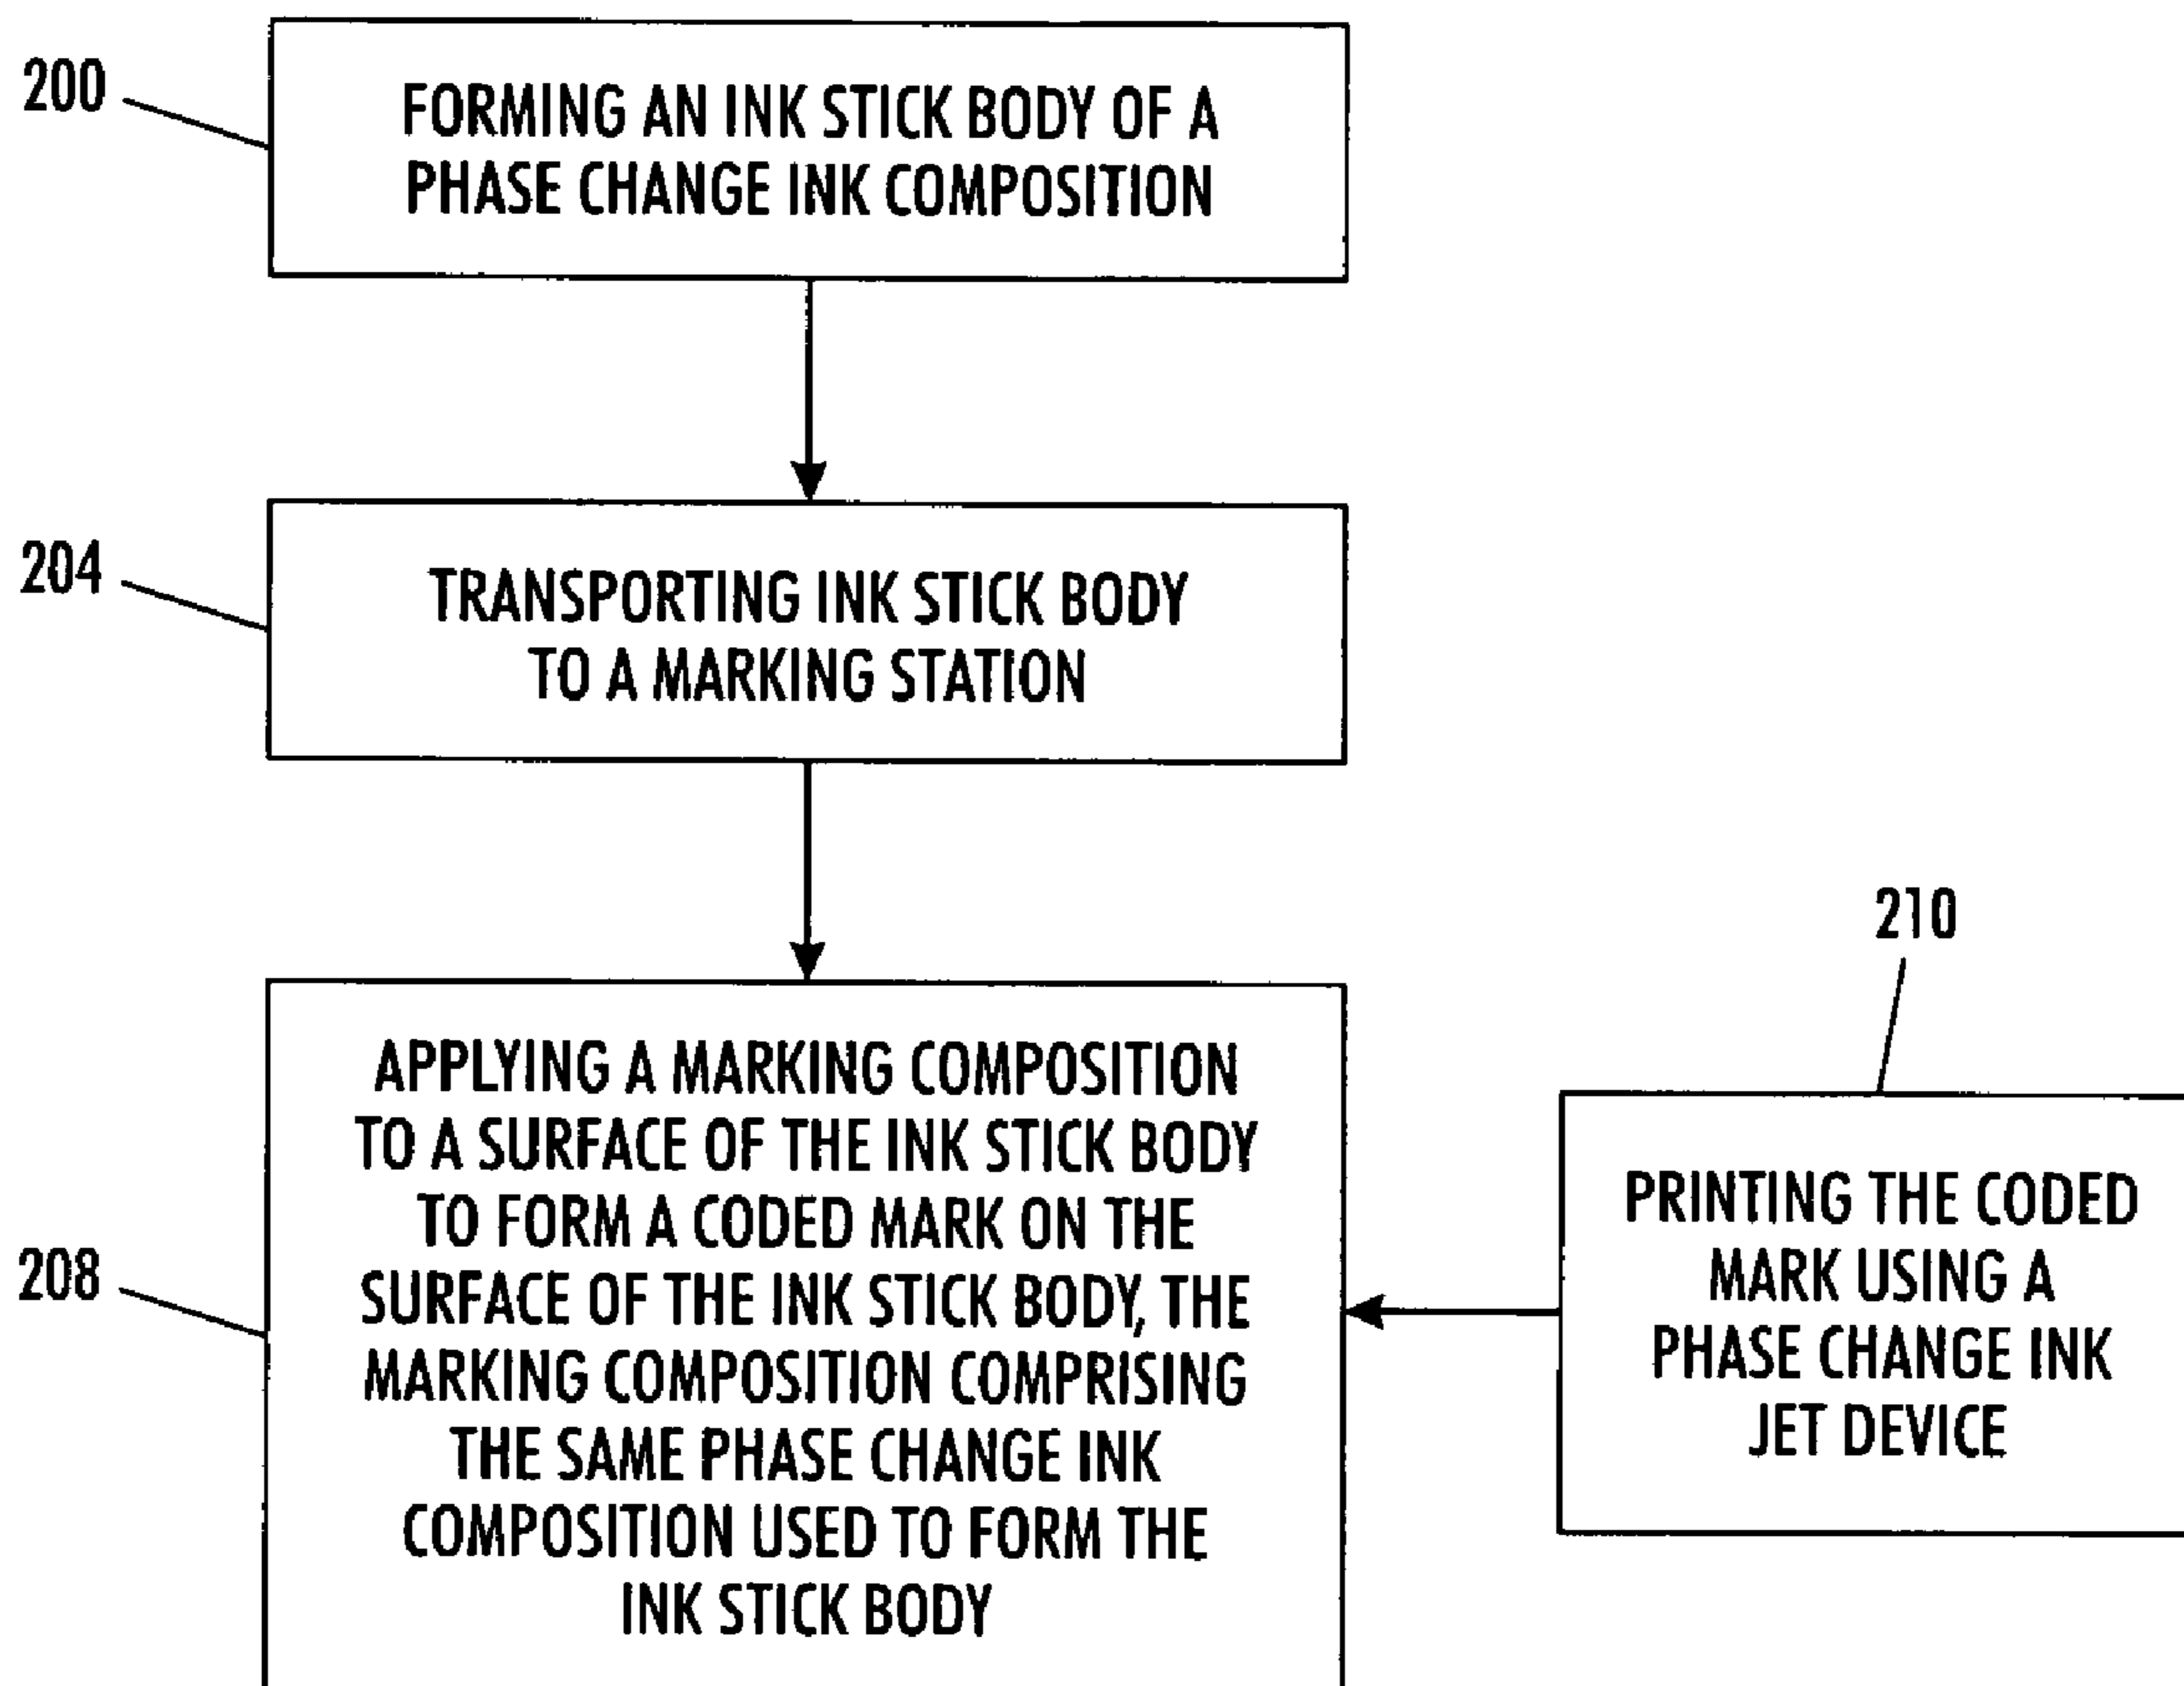 200
FORMING AN INK STICK BODY OF A
PHASE CHANGE INK COMPOSITION
204
TRANSPORTING INK STICK BODY
TO A MARKING STATION
208
APPLYING A MARKING COMPOSITION
TO A SURFACE OF THE INK STICK BODY
TO FORM A CODED MARK ON THE
SURFACE OF THE INK STICK BODY, THE
MARKING COMPOSITION COMPRISING
THE SAME PHASE CHANGE INK
COMPOSITION USED TO FORM THE
INK STICK BODY
210
PRINTING THE CODED
MARK USING A
PHASE CHANGE INK
JET DEVICE